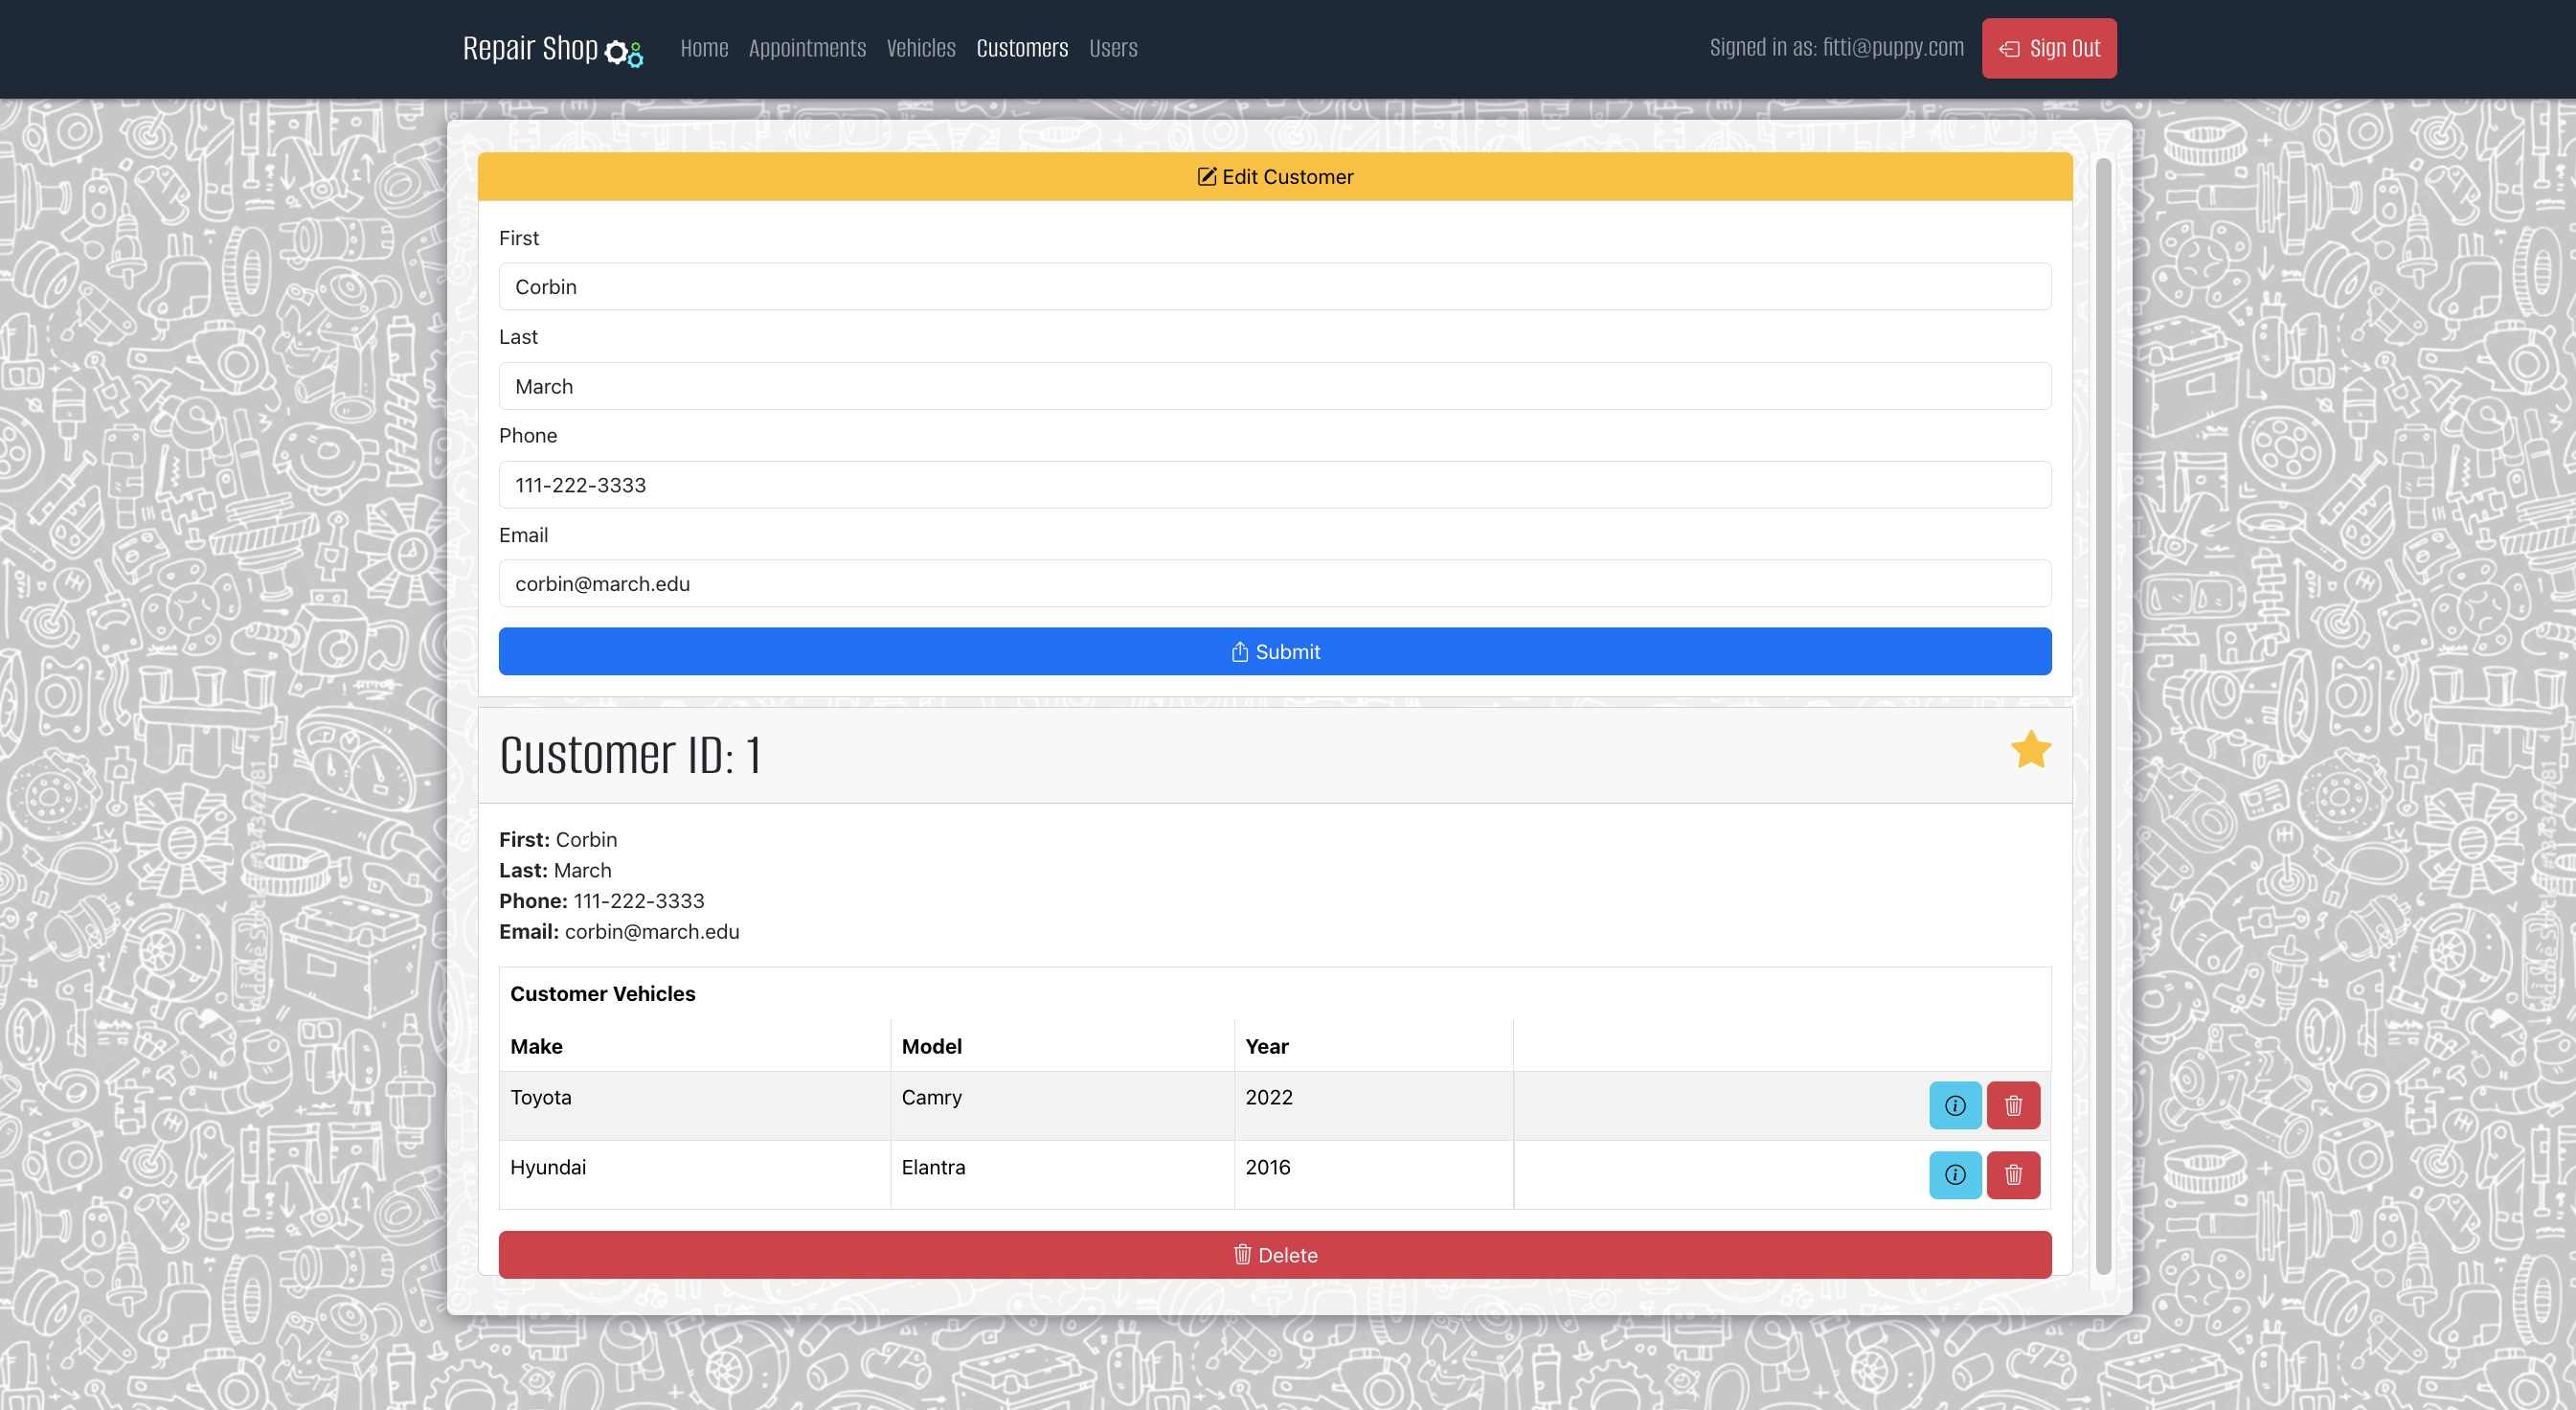 Repair Shop Home Appointments Vehicles Customers Users Signed in as: fitti@puppy.com Sign Out
Edit Customer
First
Corbin
Last
March
Phone
111-222-3333
Email
corbin@march.edu
Submit
Customer ID: 1
First: Corbin
Last: March
Phone: 111-222-3333
Email: corbin@march.edu
Customer Vehicles
Make Model Year
Toyota Camry 2022
Hyundai Elantra 2016
Delete